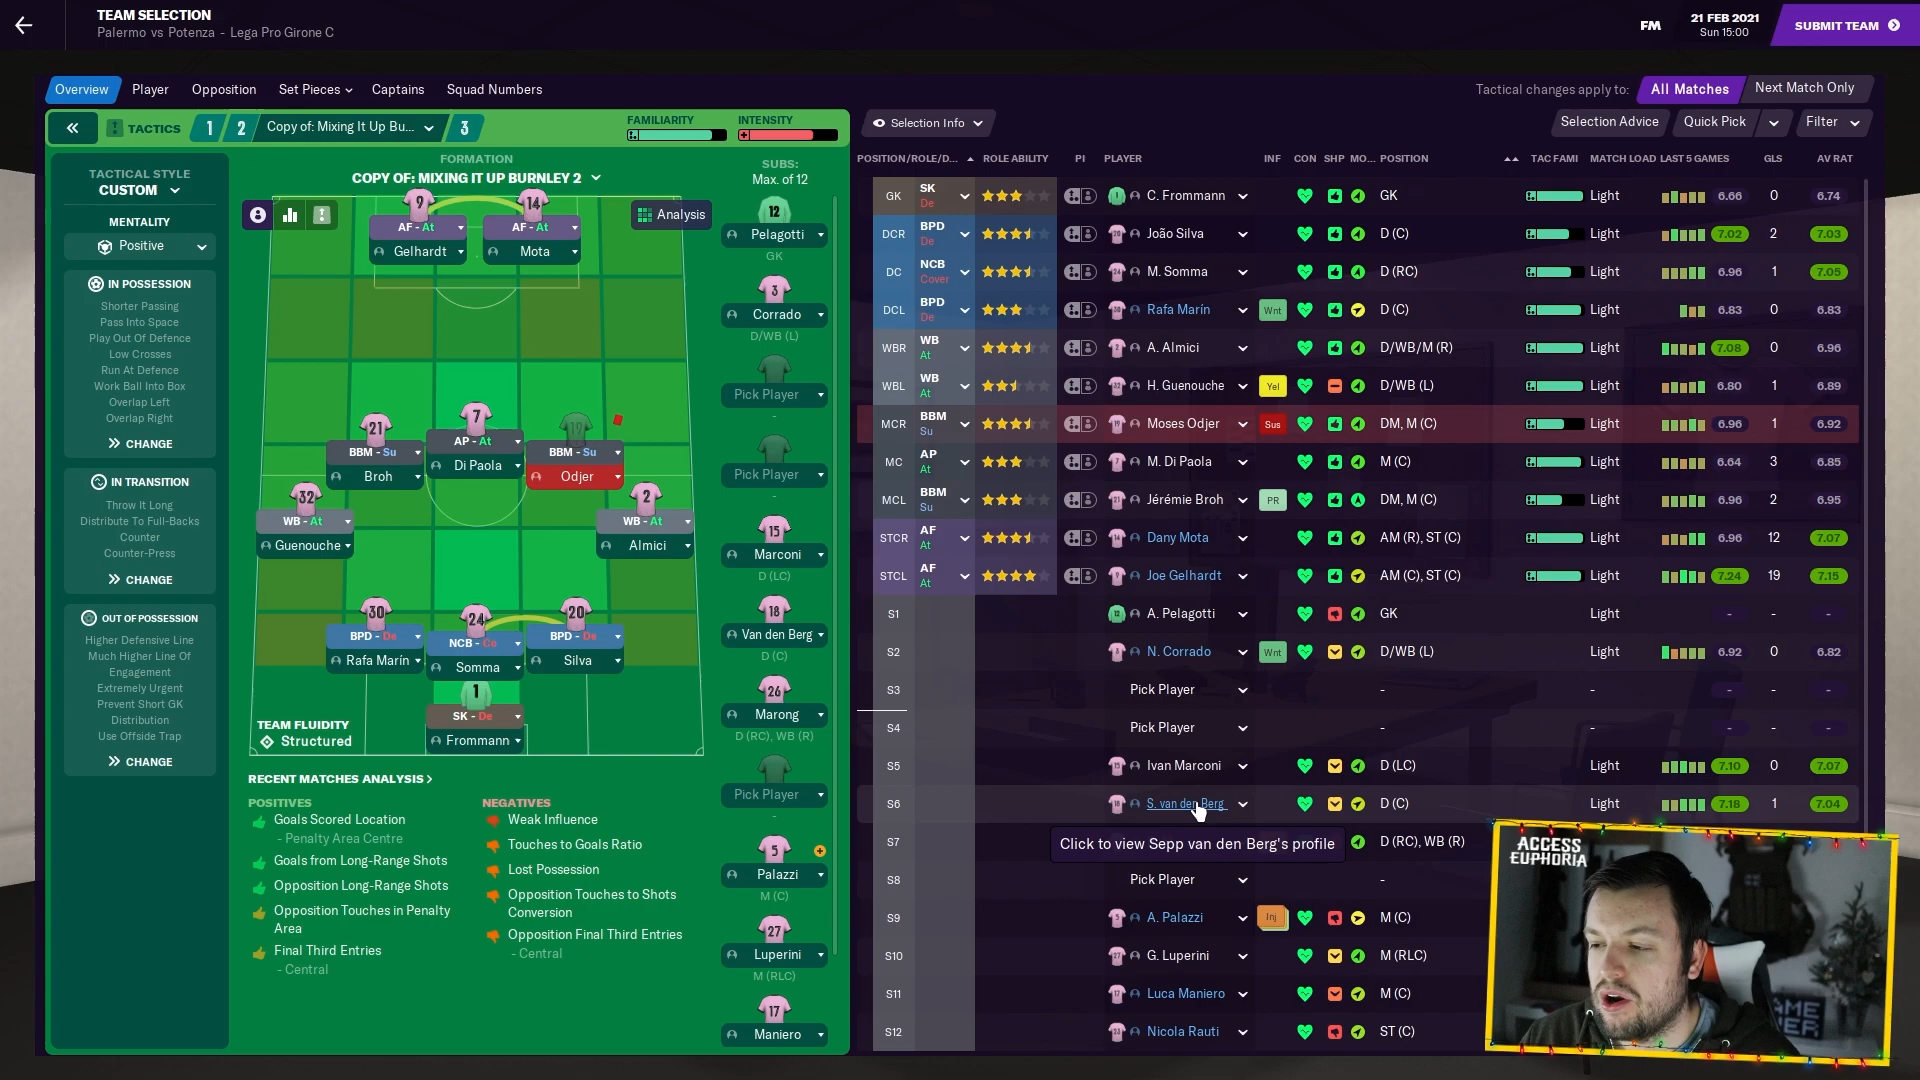 TEAM SELECTION
Palermo vs Potenza - Lega Pro Girone C
FM
21 FEB 2021
Sun 15:00
SUBMIT TEAM
Overview
Player
Opposition
Set Pieces
Captains
Squad Numbers
Tactical changes apply to:
All Matches
Next Match Only
TACTICS
1
2
Copy of: Mixing It Up Bu...
3
FAMILIARITY
INTENSITY
Selection Info
Selection Advice
Quick Pick
Filter
TACTICAL STYLE
CUSTOM
MENTALITY
Positive
IN POSSESSION
Shorter Passing
Pass Into Space
Play Out Of Defence
Low Crosses
Run At Defence
Work Ball Into Box
Overlap Left
Overlap Right
CHANGE
IN TRANSITION
Throw It Long
Distribute To Full-Backs
Counter
Counter-Press
CHANGE
OUT OF POSSESSION
Higher Defensive Line
Much Higher Line Of
Engagement
Extremely Urgent
Prevent Short GK
Distribution
Use Offside Trap
CHANGE
FORMATION
COPY OF: MIXING IT UP BURNLEY 2
Analysis
9
AF - At
Gelhardt
14
AF - At
Mota
21
BBM - Su
Broh
7
AP - At
Di Paola
19
BBM - Su
Odjer
32
WB - At
Guenouche
2
WB - At
Almici
30
BPD - De
Rafa Marín
24
NCB - Co
Somma
20
BPD - De
Silva
1
SK - De
Frommann
TEAM FLUIDITY
Structured
RECENT MATCHES ANALYSIS >
POSITIVES
Goals Scored Location
- Penalty Area Centre
Goals from Long-Range Shots
Opposition Long-Range Shots
Opposition Touches in Penalty
Area
Final Third Entries
- Central
NEGATIVES
Weak Influence
Touches to Goals Ratio
Lost Possession
Opposition Touches to Shots
Conversion
Opposition Final Third Entries
- Central
SUBS:
Max. of 12
12
Pelagotti
GK
3
Corrado
D/WB (L)
Pick Player
-
Pick Player
-
15
Marconi
D (LC)
18
Van den Berg
D (C)
26
Marong
D (RC), WB (R)
Pick Player
-
5
Palazzi
M (C)
27
Luperini
M (RLC)
17
Maniero
POSITION/ROLE/D... ROLE ABILITY PI PLAYER INF CON SHP MO... POSITION TAC FAMI MATCH LOAD LAST 5 GAMES GLS AV RAT
GK SK De C. Frommann GK Light 6.66 0 6.74
DCR BPD De João Silva D (C) Light 7.02 2 7.03
DC NCB Cover M. Somma D (RC) Light 6.96 1 7.05
DCL BPD De Rafa Marín Wnt D (C) Light 6.83 0 6.83
WBR WB At A. Almici D/WB/M (R) Light 7.08 0 6.96
WBL WB At H. Guenouche Yel D/WB (L) Light 6.80 1 6.89
MCR BBM Su Moses Odjer Sus DM, M (C) Light 6.96 1 6.92
MC AP At M. Di Paola M (C) Light 6.64 3 6.85
MCL BBM Su Jérémie Broh PR DM, M (C) Light 6.96 2 6.95
STCR AF At Dany Mota AM (R), ST (C) Light 6.96 12 7.07
STCL AF At Joe Gelhardt AM (C), ST (C) Light 7.24 19 7.15
S1 A. Pelagotti GK Light - - -
S2 N. Corrado Wnt D/WB (L) Light 6.92 0 6.82
S3 Pick Player - - - - -
S4 Pick Player - - - - -
S5 Ivan Marconi D (LC) Light 7.10 0 7.07
S6 S. van den Berg D (C) Light 7.18 1 7.04
Click to view Sepp van den Berg's profile
S7 D (RC), WB (R)
S8 Pick Player -
S9 A. Palazzi Inj M (C)
S10 G. Luperini M (RLC)
S11 Luca Maniero M (C)
S12 Nicola Rauti ST (C)
ACCESS
EUPHORIA